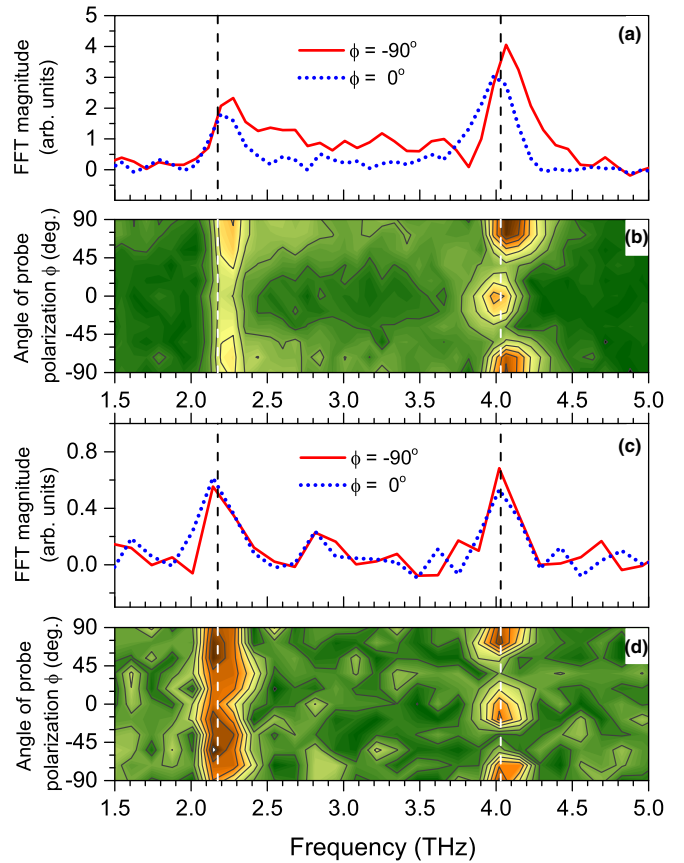 (a)
5
4
3
2
1
0
FFT magnitude
(arb. units)
ϕ = -90°
ϕ = 0°
(b)
90
45
0
-45
-90
Angle of probe
polarization ϕ (deg.)
1.5 2.0 2.5 3.0 3.5 4.0 4.5 5.0
(c)
0.8
0.4
0.0
FFT magnitude
(arb. units)
ϕ = -90°
ϕ = 0°
(d)
90
45
0
-45
-90
Angle of probe
polarization ϕ (deg.)
1.5 2.0 2.5 3.0 3.5 4.0 4.5 5.0
Frequency (THz)